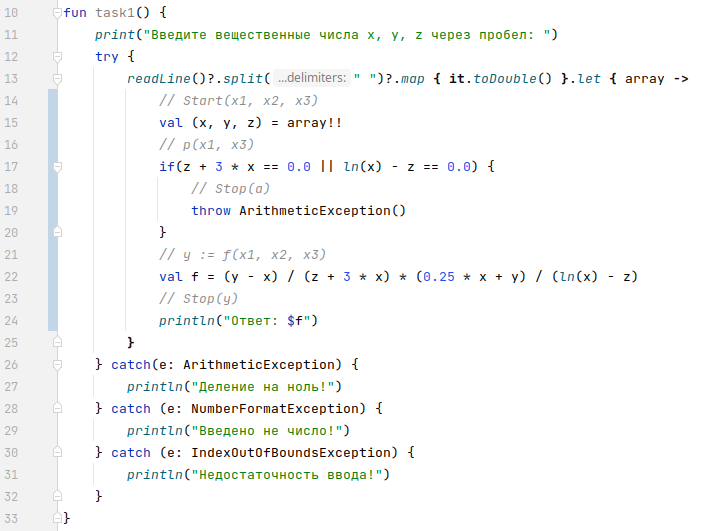 10 fun task1() {
11     print("Введите вещественные числа x, y, z через пробел: ")
12     try {
13         readLine()?.split( ...delimiters: " ")?.map { it.toDouble() }.let { array ->
14             // Start(x1, x2, x3)
15             val (x, y, z) = array!!
16             // p(x1, x3)
17             if(z + 3 * x == 0.0 || ln(x) - z == 0.0) {
18                 // Stop(a)
19                 throw ArithmeticException()
20             }
21             // y := f(x1, x2, x3)
22             val f = (y - x) / (z + 3 * x) * (0.25 * x + y) / (ln(x) - z)
23             // Stop(y)
24             println("Ответ: $f")
25         }
26     } catch(e: ArithmeticException) {
27         println("Деление на ноль!")
28     } catch (e: NumberFormatException) {
29         println("Введено не число!")
30     } catch (e: IndexOutOfBoundsException) {
31         println("Недостаточность ввода!")
32     }
33 }